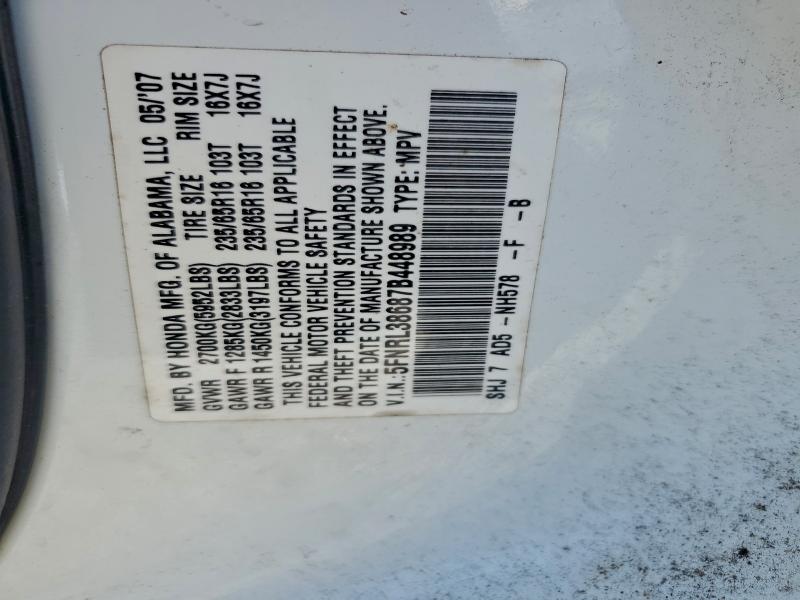 MFD. BY HONDA MFG. OF ALABAMA, LLC 05/'07
GVWR 2700KG(5952LBS) TIRE SIZE RIM SIZE
GAWR F 1285KG(2833LBS) 235/65R16 103T 16X7J
GAWR R 1450KG(3197LBS) 235/65R16 103T 16X7J
THIS VEHICLE CONFORMS TO ALL APPLICABLE
FEDERAL MOTOR VEHICLE SAFETY
AND THEFT PREVENTION STANDARDS IN EFFECT
ON THE DATE OF MANUFACTURE SHOWN ABOVE.
V.I.N.:5FNRL38687B448989 TYPE: MPV
SHJ 7 AD5 -NH578 -F -B